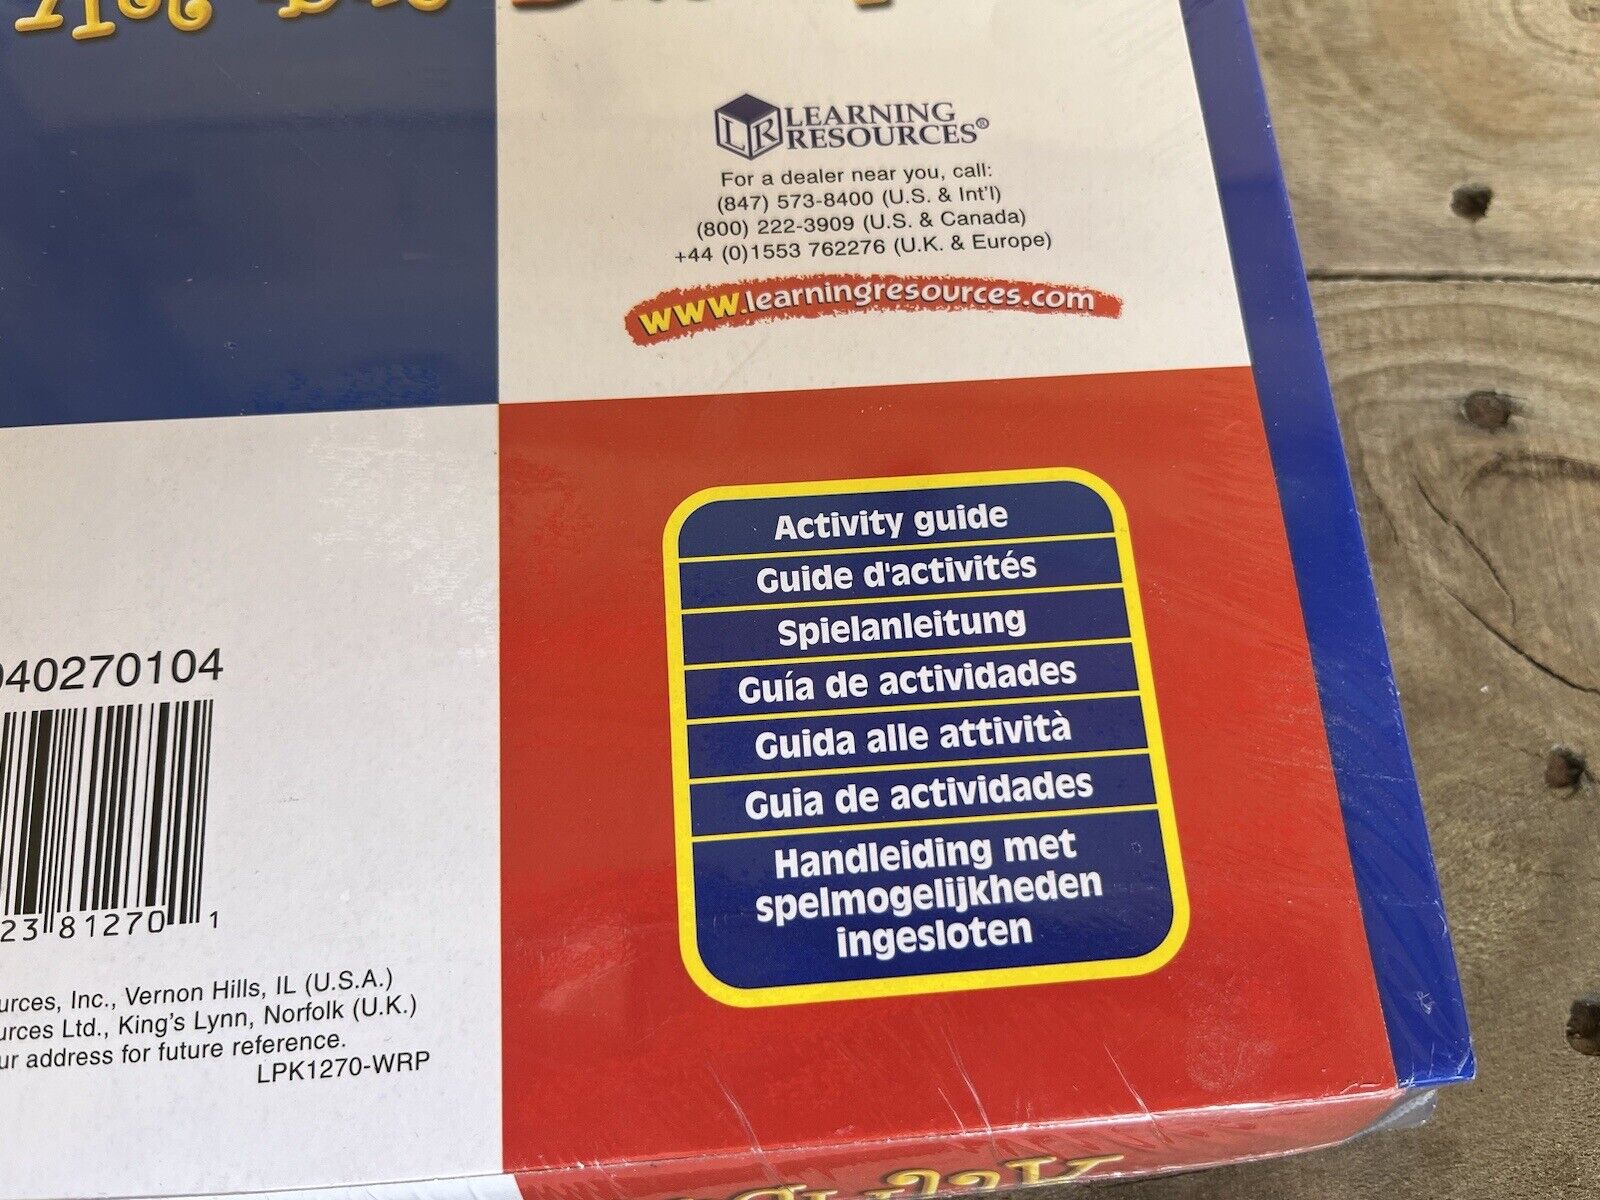 LR LEARNING
RESOURCES®
For a dealer near you, call:
(847) 573-8400 (U.S. & Int'l)
(800) 222-3909 (U.S. & Canada)
+44 (0)1553 762276 (U.K. & Europe)
www.learningresources.com
Activity guide
Guide d'activités
Spielanleitung
Guía de actividades
Guida alle attività
Guia de actividades
Handleiding met
spelmogelijkheden
ingesloten
940270104
23 81270 1
urces, Inc., Vernon Hills, IL (U.S.A.)
urces Ltd., King's Lynn, Norfolk (U.K.)
ur address for future reference.
LPK1270-WRP